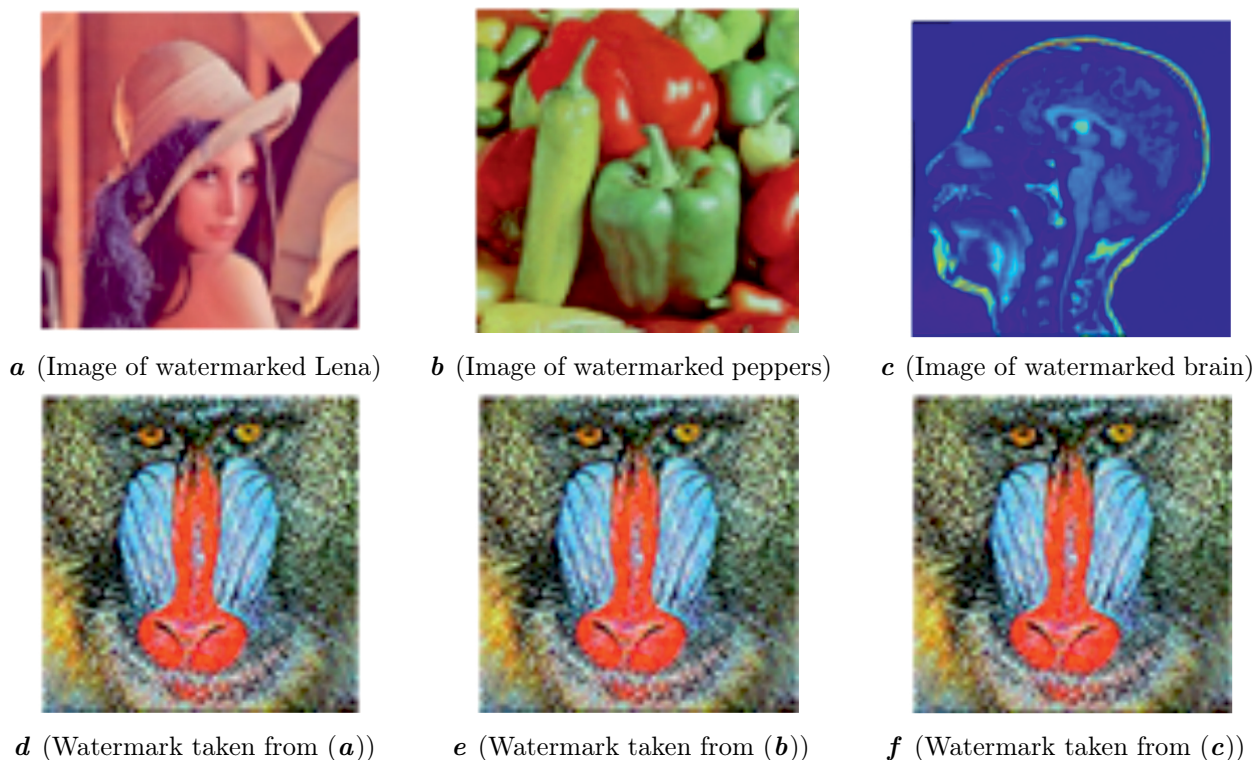 a (Image of watermarked Lena)
b (Image of watermarked peppers)
c (Image of watermarked brain)
d (Watermark taken from (a))
e (Watermark taken from (b))
f (Watermark taken from (c))